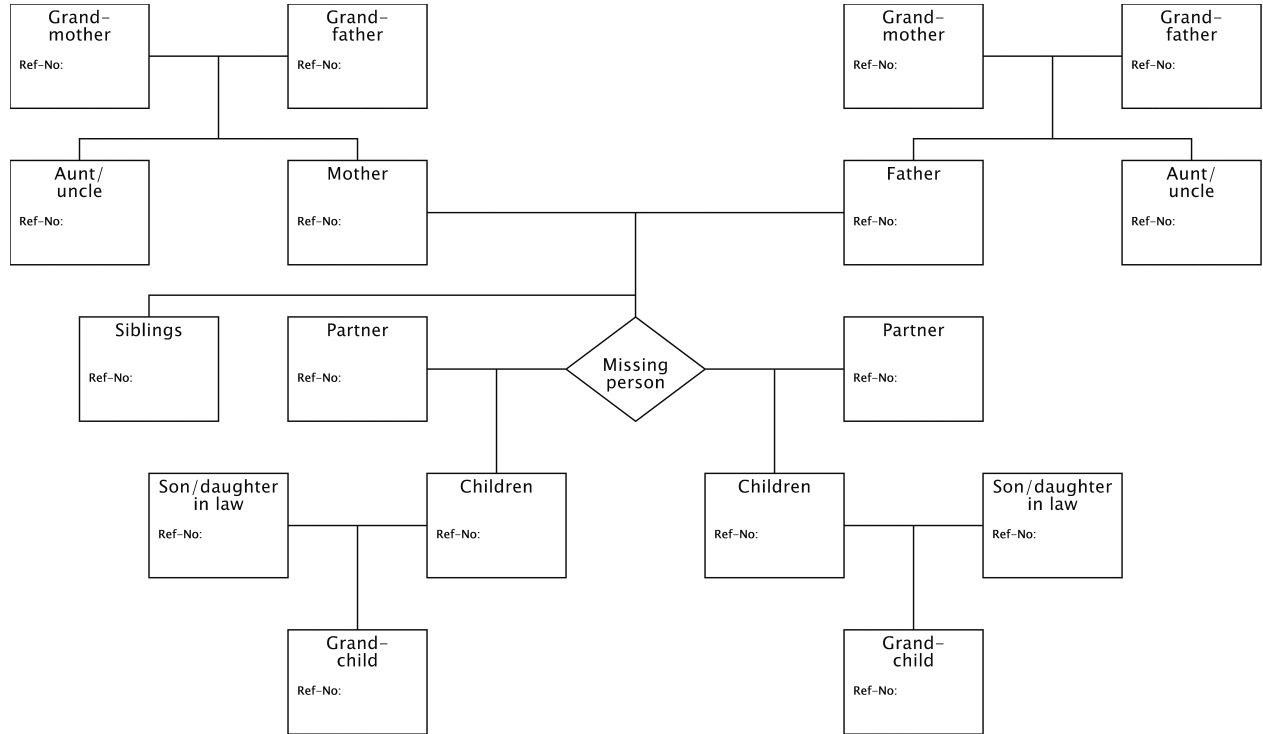 Grand-
mother
Ref-No:
Grand-
father
Ref-No:
Grand-
mother
Ref-No:
Grand-
father
Ref-No:
Aunt/
uncle
Ref-No:
Mother
Ref-No:
Father
Ref-No:
Aunt/
uncle
Ref-No:
Siblings
Ref-No:
Partner
Ref-No:
Missing
person
Partner
Ref-No:
Son/daughter
in law
Ref-No:
Children
Ref-No:
Children
Ref-No:
Son/daughter
in law
Ref-No:
Grand-
child
Ref-No:
Grand-
child
Ref-No: